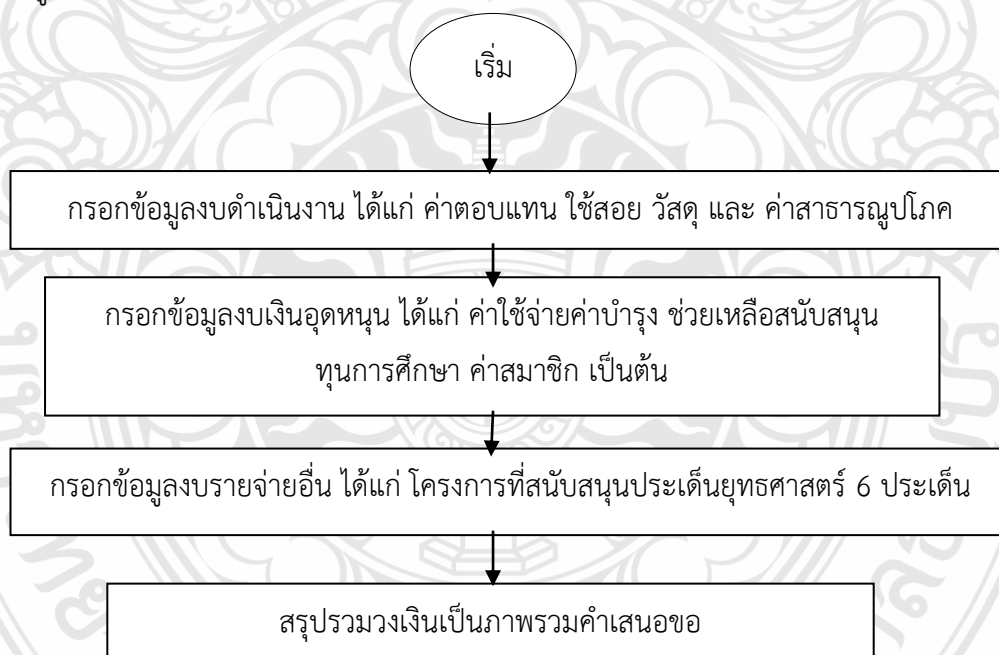 เริ่ม
กรอกข้อมูลงบดำเนินงาน ได้แก่ ค่าตอบแทน ใช้สอย วัสดุ และ ค่าสาธารณูปโภค
กรอกข้อมูลงบเงินอุดหนุน ได้แก่ ค่าใช้จ่ายค่าบำรุง ช่วยเหลือสนับสนุน
ทุนการศึกษา ค่าสมาชิก เป็นต้น
กรอกข้อมูลงบรายจ่ายอื่น ได้แก่ โครงการที่สนับสนุนประเด็นยุทธศาสตร์ 6 ประเด็น
สรุปรวมวงเงินเป็นภาพรวมคำเสนอขอ